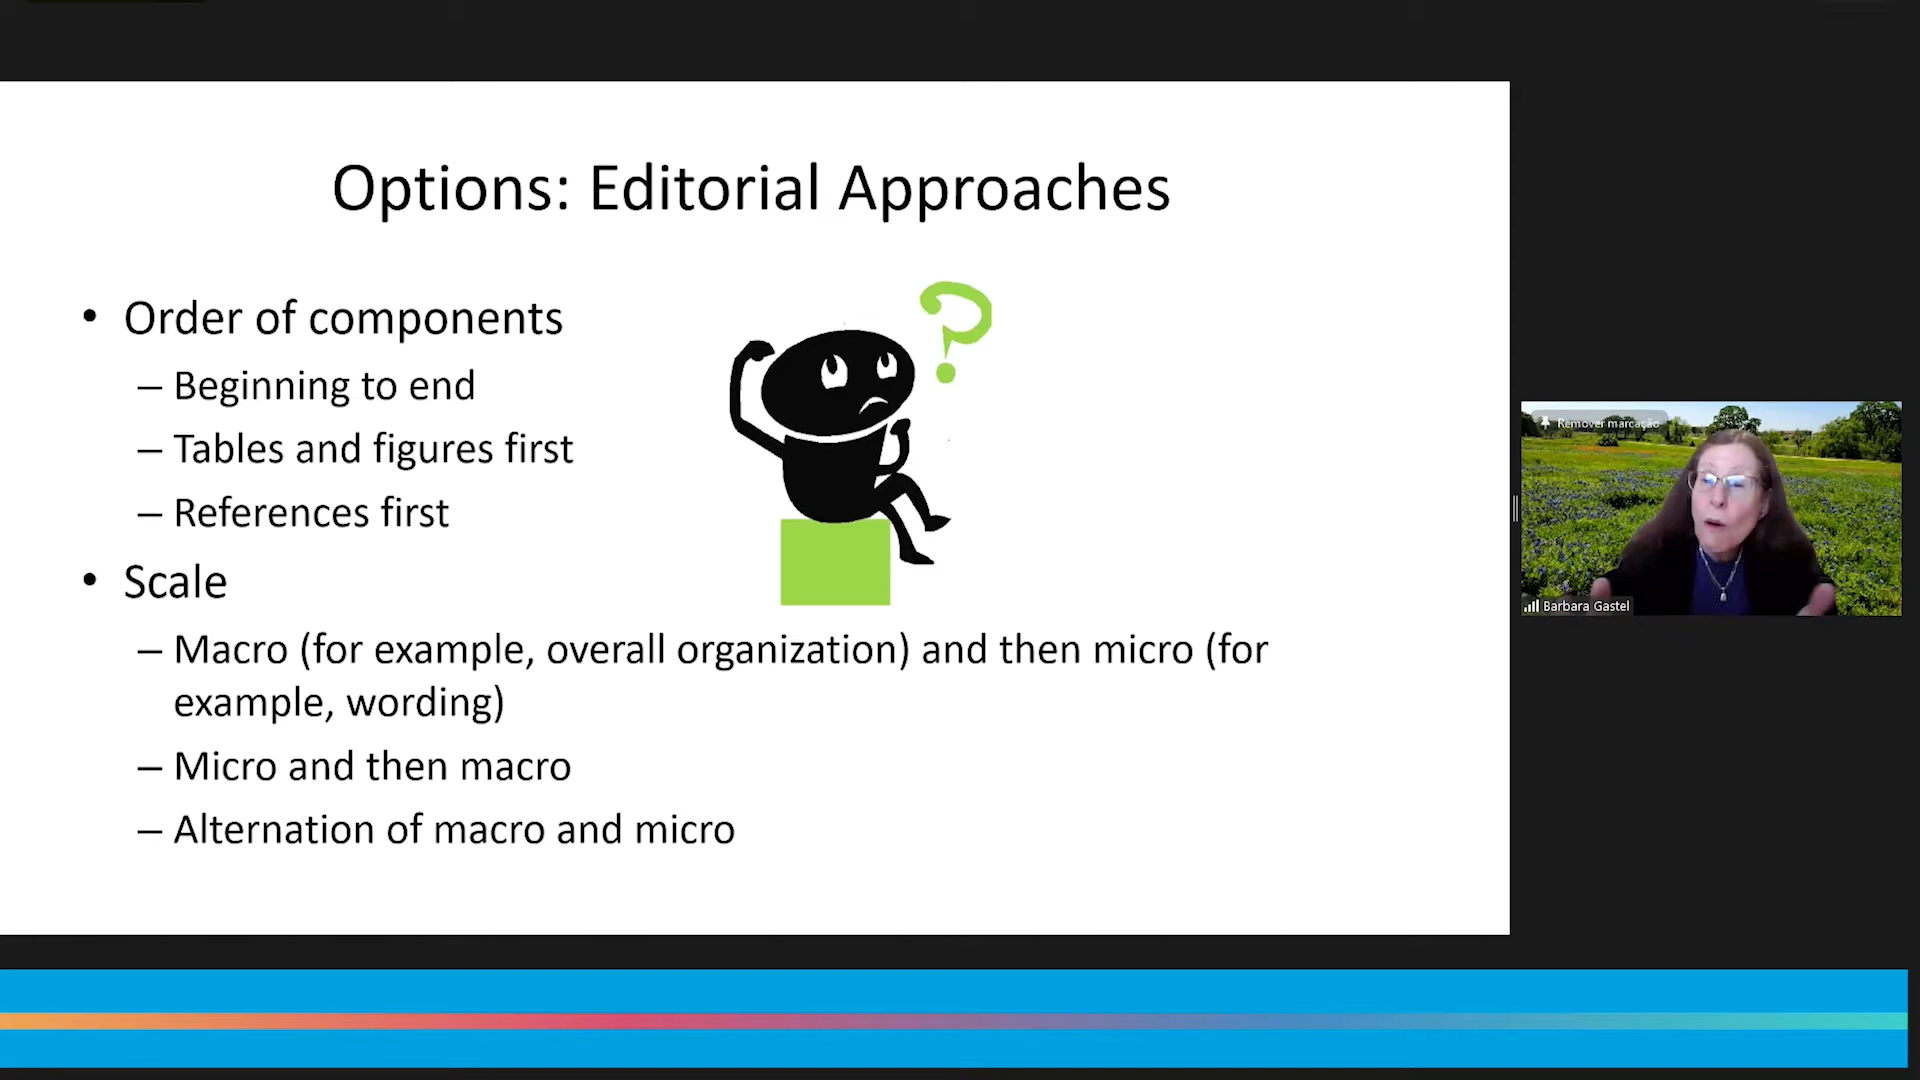 Options: Editorial Approaches
• Order of components
– Beginning to end
– Tables and figures first
– References first
• Scale
– Macro (for example, overall organization) and then micro (for
example, wording)
– Micro and then macro
– Alternation of macro and micro
?
Remover marcação
Barbara Gastel